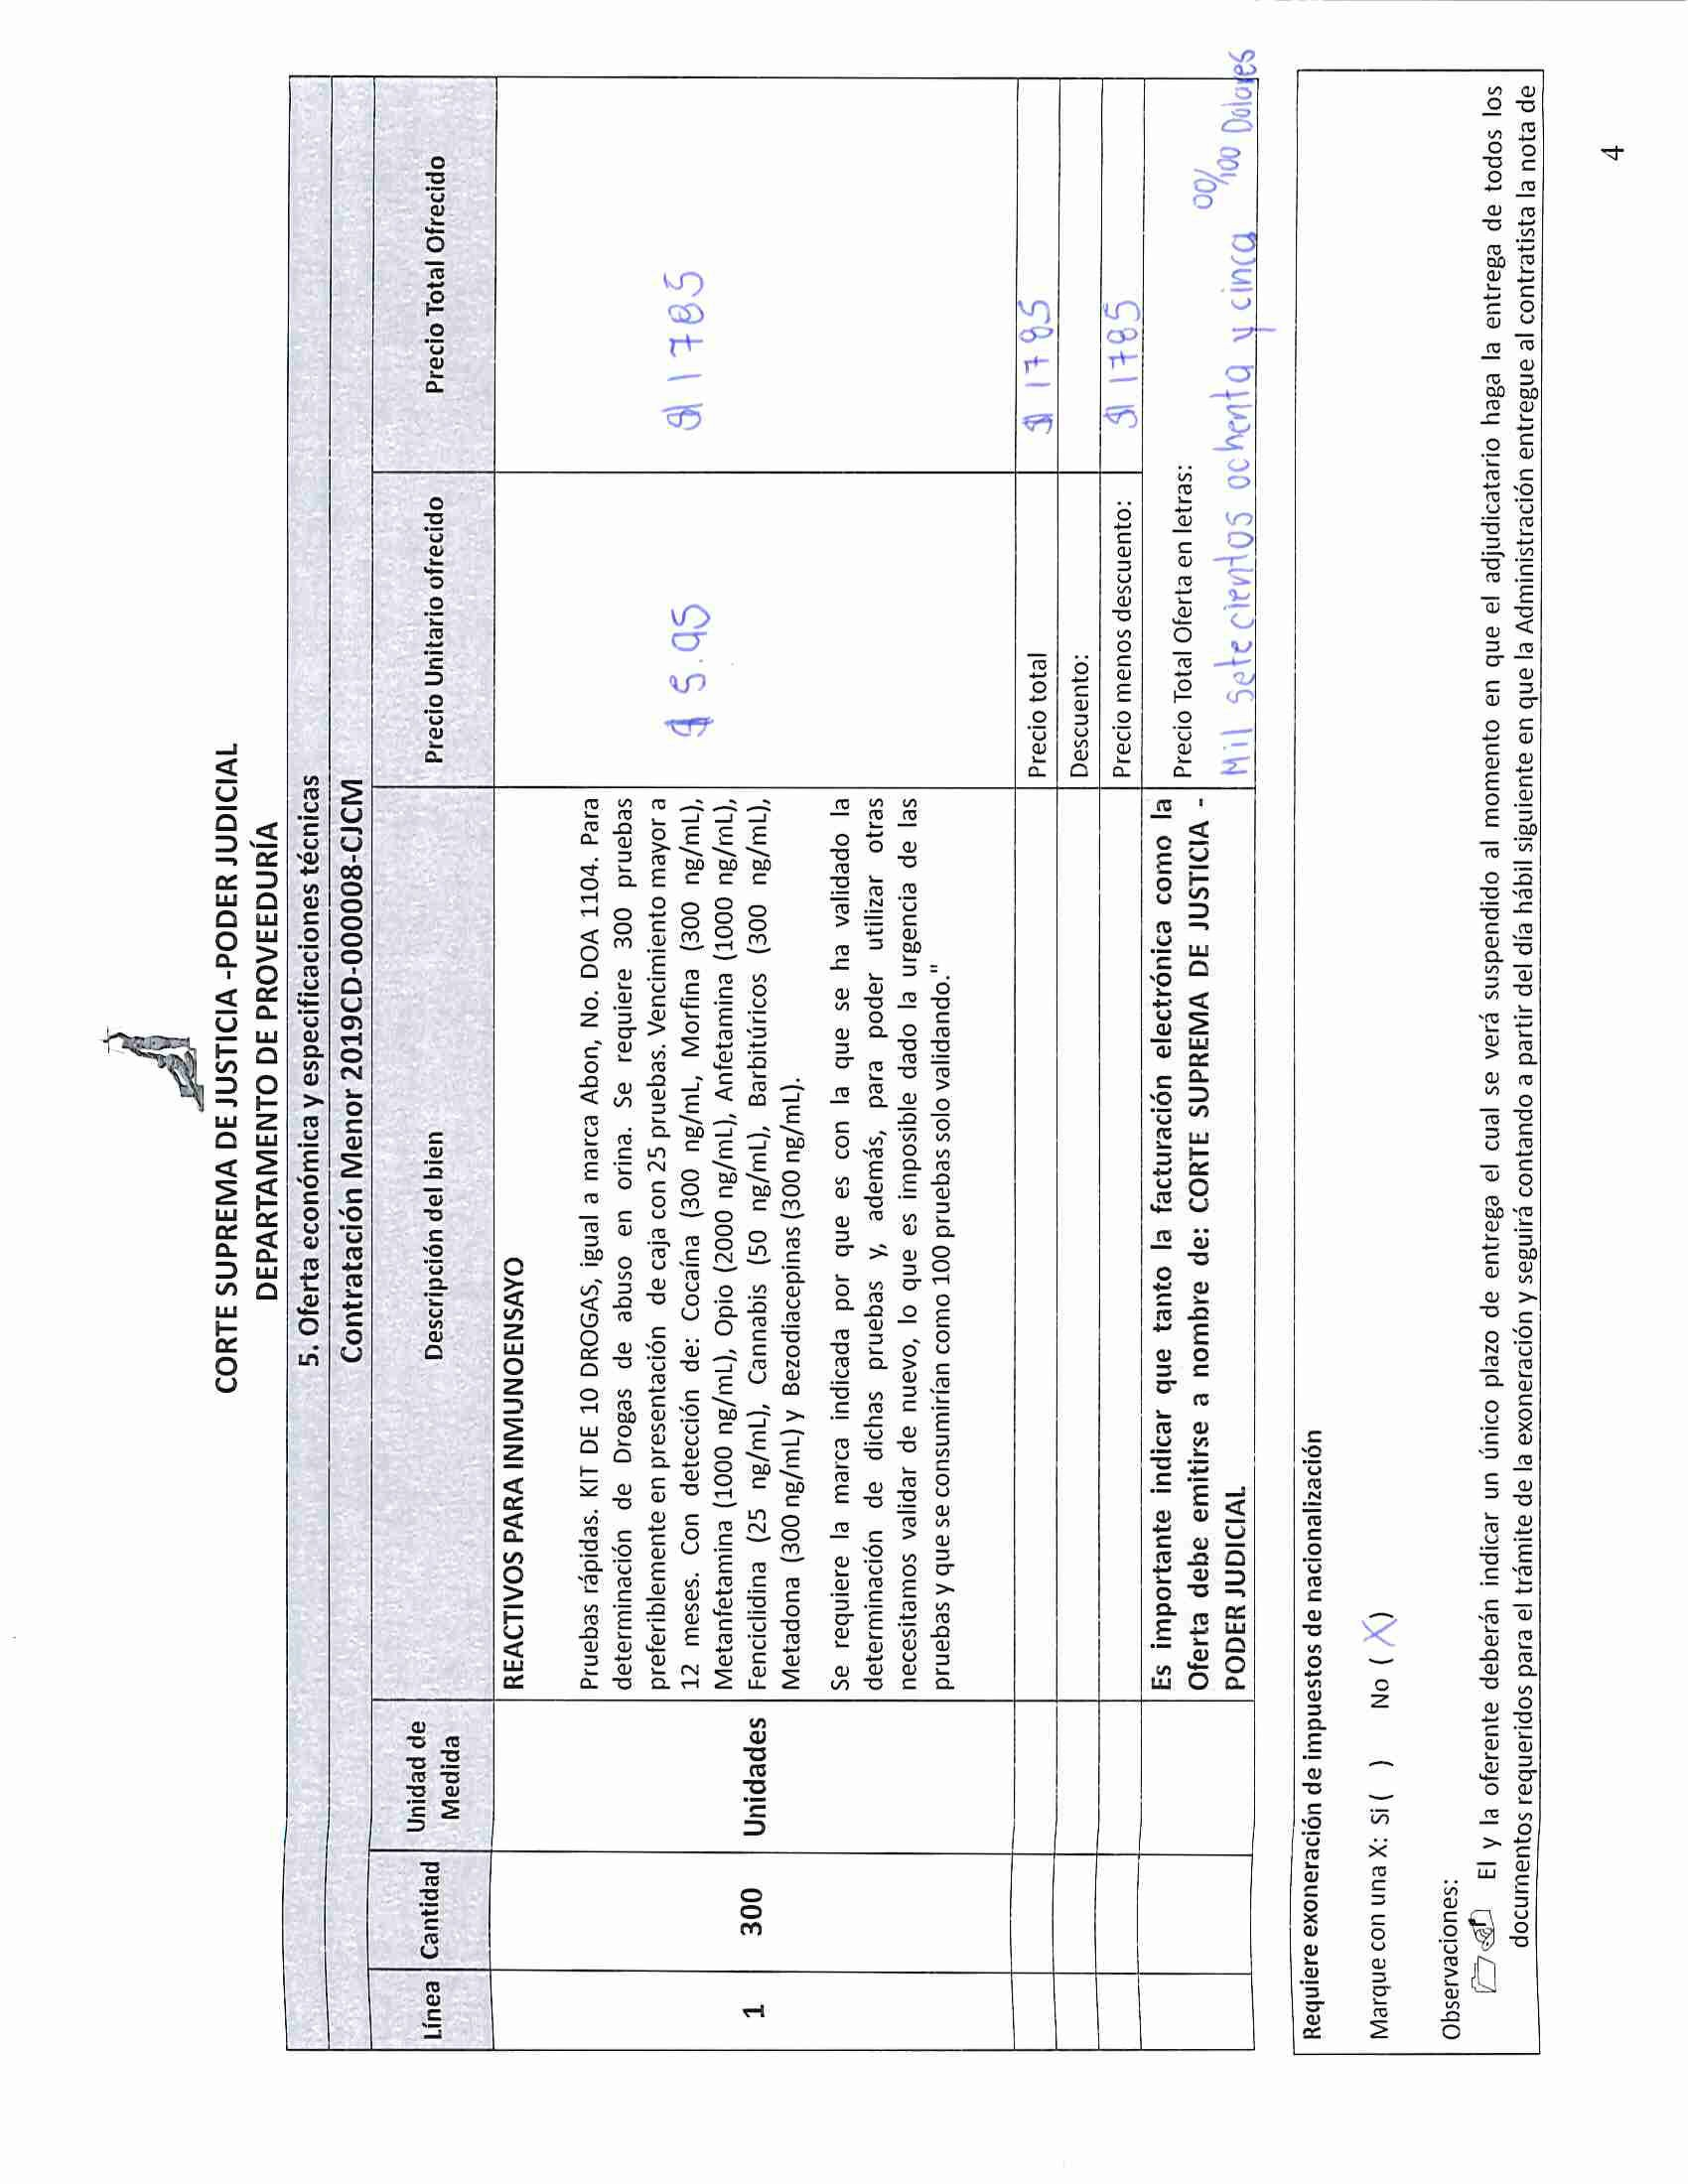 CORTE SUPREMA DE JUSTICIA -PODER JUDICIAL
DEPARTAMENTO DE PROVEEDURÍA
5. Oferta económica y especificaciones técnicas
Contratación Menor 2019CD-000008-CJCM
Línea
Cantidad
Unidad de
Medida
Descripción del bien
Precio Unitario ofrecido
Precio Total Ofrecido
1
300
Unidades
REACTIVOS PARA INMUNOENSAYO
Pruebas rápidas. KIT DE 10 DROGAS, igual a marca Abon, No. DOA 1104. Para
determinación de Drogas de abuso en orina. Se requiere 300 pruebas
preferiblemente en presentación de caja con 25 pruebas. Vencimiento mayor a
12 meses. Con detección de: Cocaína (300 ng/mL, Morfina (300 ng/mL),
Metanfetamina (1000 ng/mL), Opio (2000 ng/mL), Anfetamina (1000 ng/mL),
Fenciclidina (25 ng/mL), Cannabis (50 ng/mL), Barbitúricos (300 ng/mL),
Metadona (300 ng/mL) y Bezodiacepinas (300 ng/mL).
Se requiere la marca indicada por que es con la que se ha validado la
determinación de dichas pruebas y, además, para poder utilizar otras
necesitamos validar de nuevo, lo que es imposible dado la urgencia de las
pruebas y que se consumirían como 100 pruebas solo validando."
$ 5.95
$ 1785
Precio total
$ 1785
Descuento:
Precio menos descuento:
$ 1785
Es importante indicar que tanto la facturación electrónica como la
Oferta debe emitirse a nombre de: CORTE SUPREMA DE JUSTICIA -
PODER JUDICIAL
Precio Total Oferta en letras:
Mil setecientos ochenta y cinco 00/100 Dolares
Requiere exoneración de impuestos de nacionalización
Marque con una X: Si ( ) No ( X )
Observaciones:
El y la oferente deberán indicar un único plazo de entrega el cual se verá suspendido al momento en que el adjudicatario haga la entrega de todos los
documentos requeridos para el trámite de la exoneración y seguirá contando a partir del día hábil siguiente en que la Administración entregue al contratista la nota de
4